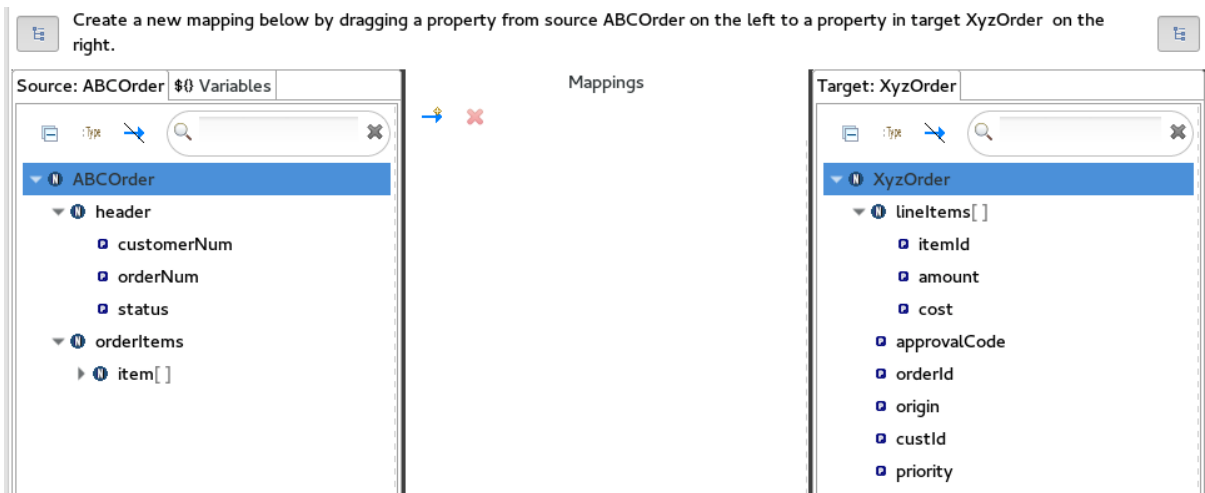 Create a new mapping below by dragging a property from source ABCOrder on the left to a property in target XyzOrder on the
right.
Source: ABCOrder ${} Variables
Mappings
Target: XyzOrder
: Type
: Type
ABCOrder
header
customerNum
orderNum
status
orderItems
item[ ]
XyzOrder
lineItems[ ]
itemId
amount
cost
approvalCode
orderId
origin
custId
priority